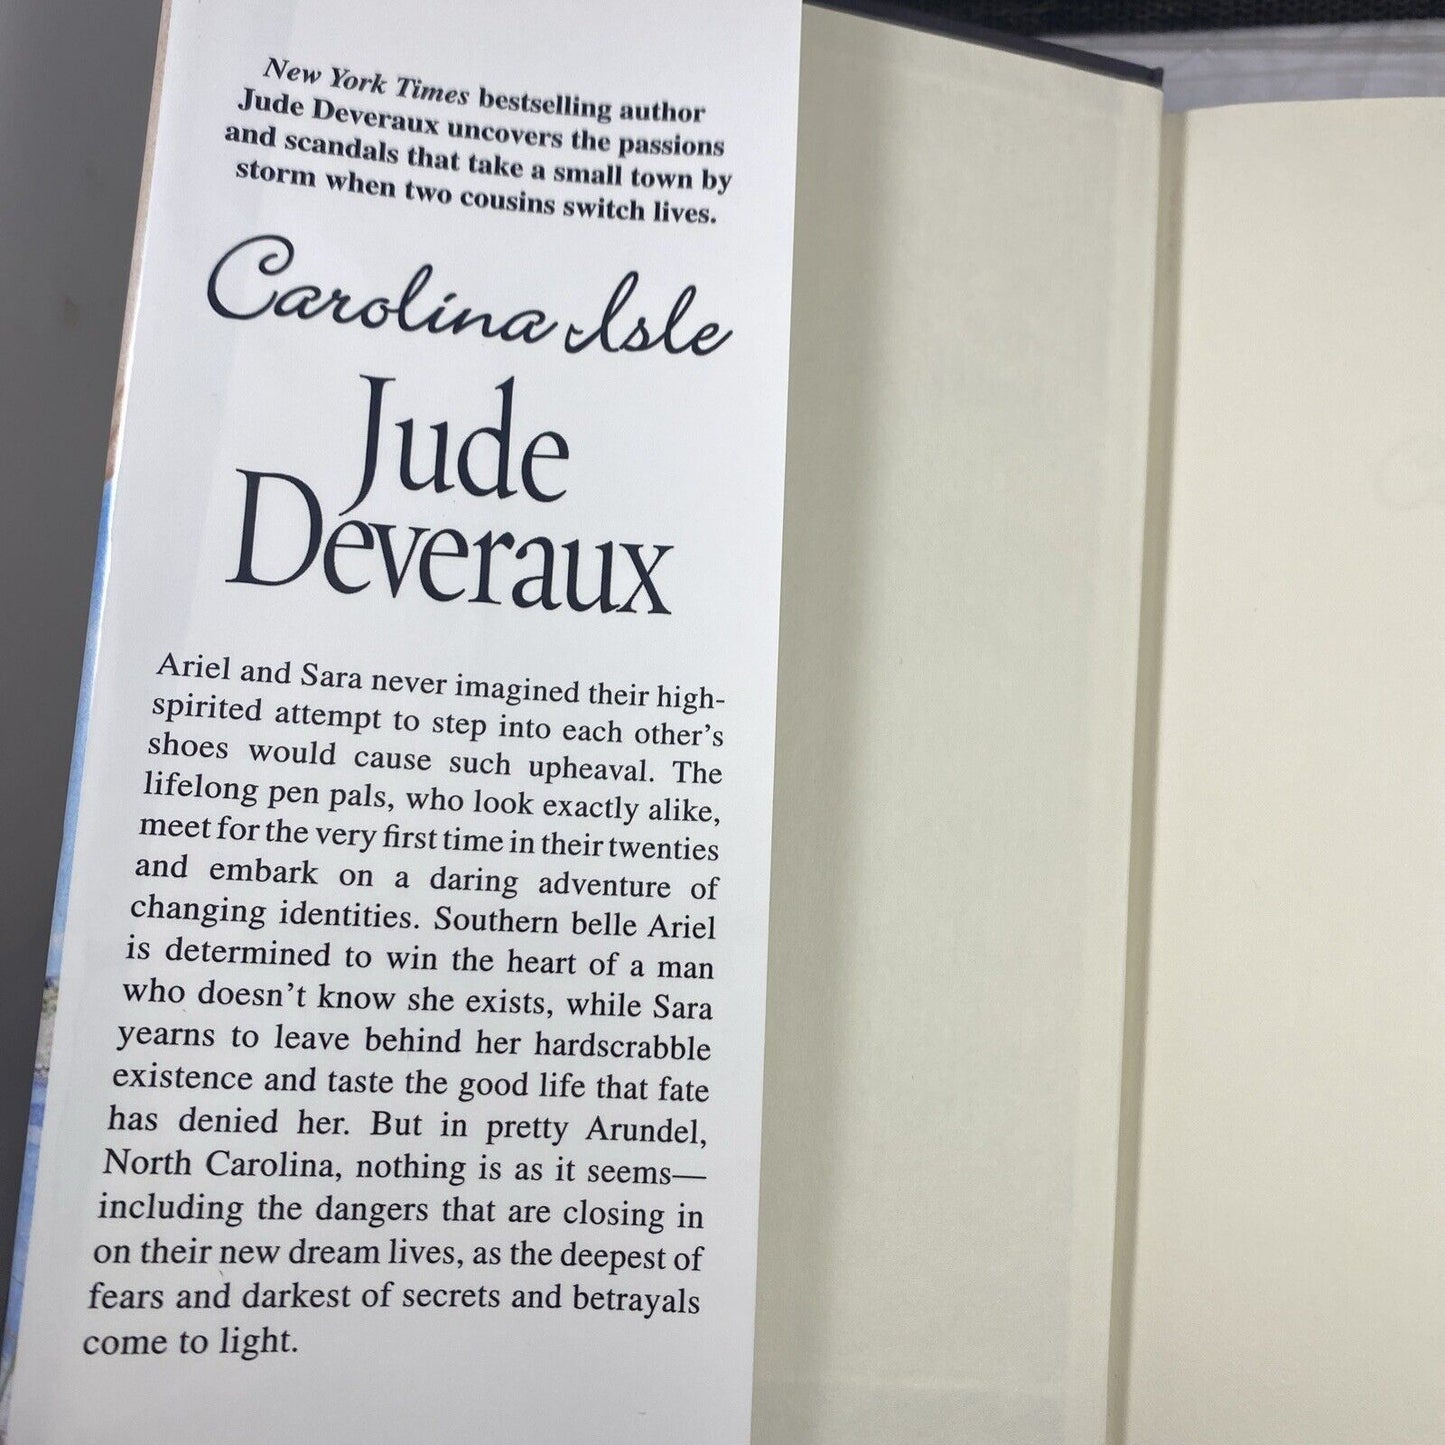 New York Times bestselling author
Jude Deveraux uncovers the passions
and scandals that take a small town by
storm when two cousins switch lives.
Carolina Isle
Jude
Deveraux
Ariel and Sara never imagined their high-
spirited attempt to step into each other's
shoes would cause such upheaval. The
lifelong pen pals, who look exactly alike,
meet for the very first time in their twenties
and embark on a daring adventure of
changing identities. Southern belle Ariel
is determined to win the heart of a man
who doesn't know she exists, while Sara
yearns to leave behind her hardscrabble
existence and taste the good life that fate
has denied her. But in pretty Arundel,
North Carolina, nothing is as it seems—
including the dangers that are closing in
on their new dream lives, as the deepest of
fears and darkest of secrets and betrayals
come to light.